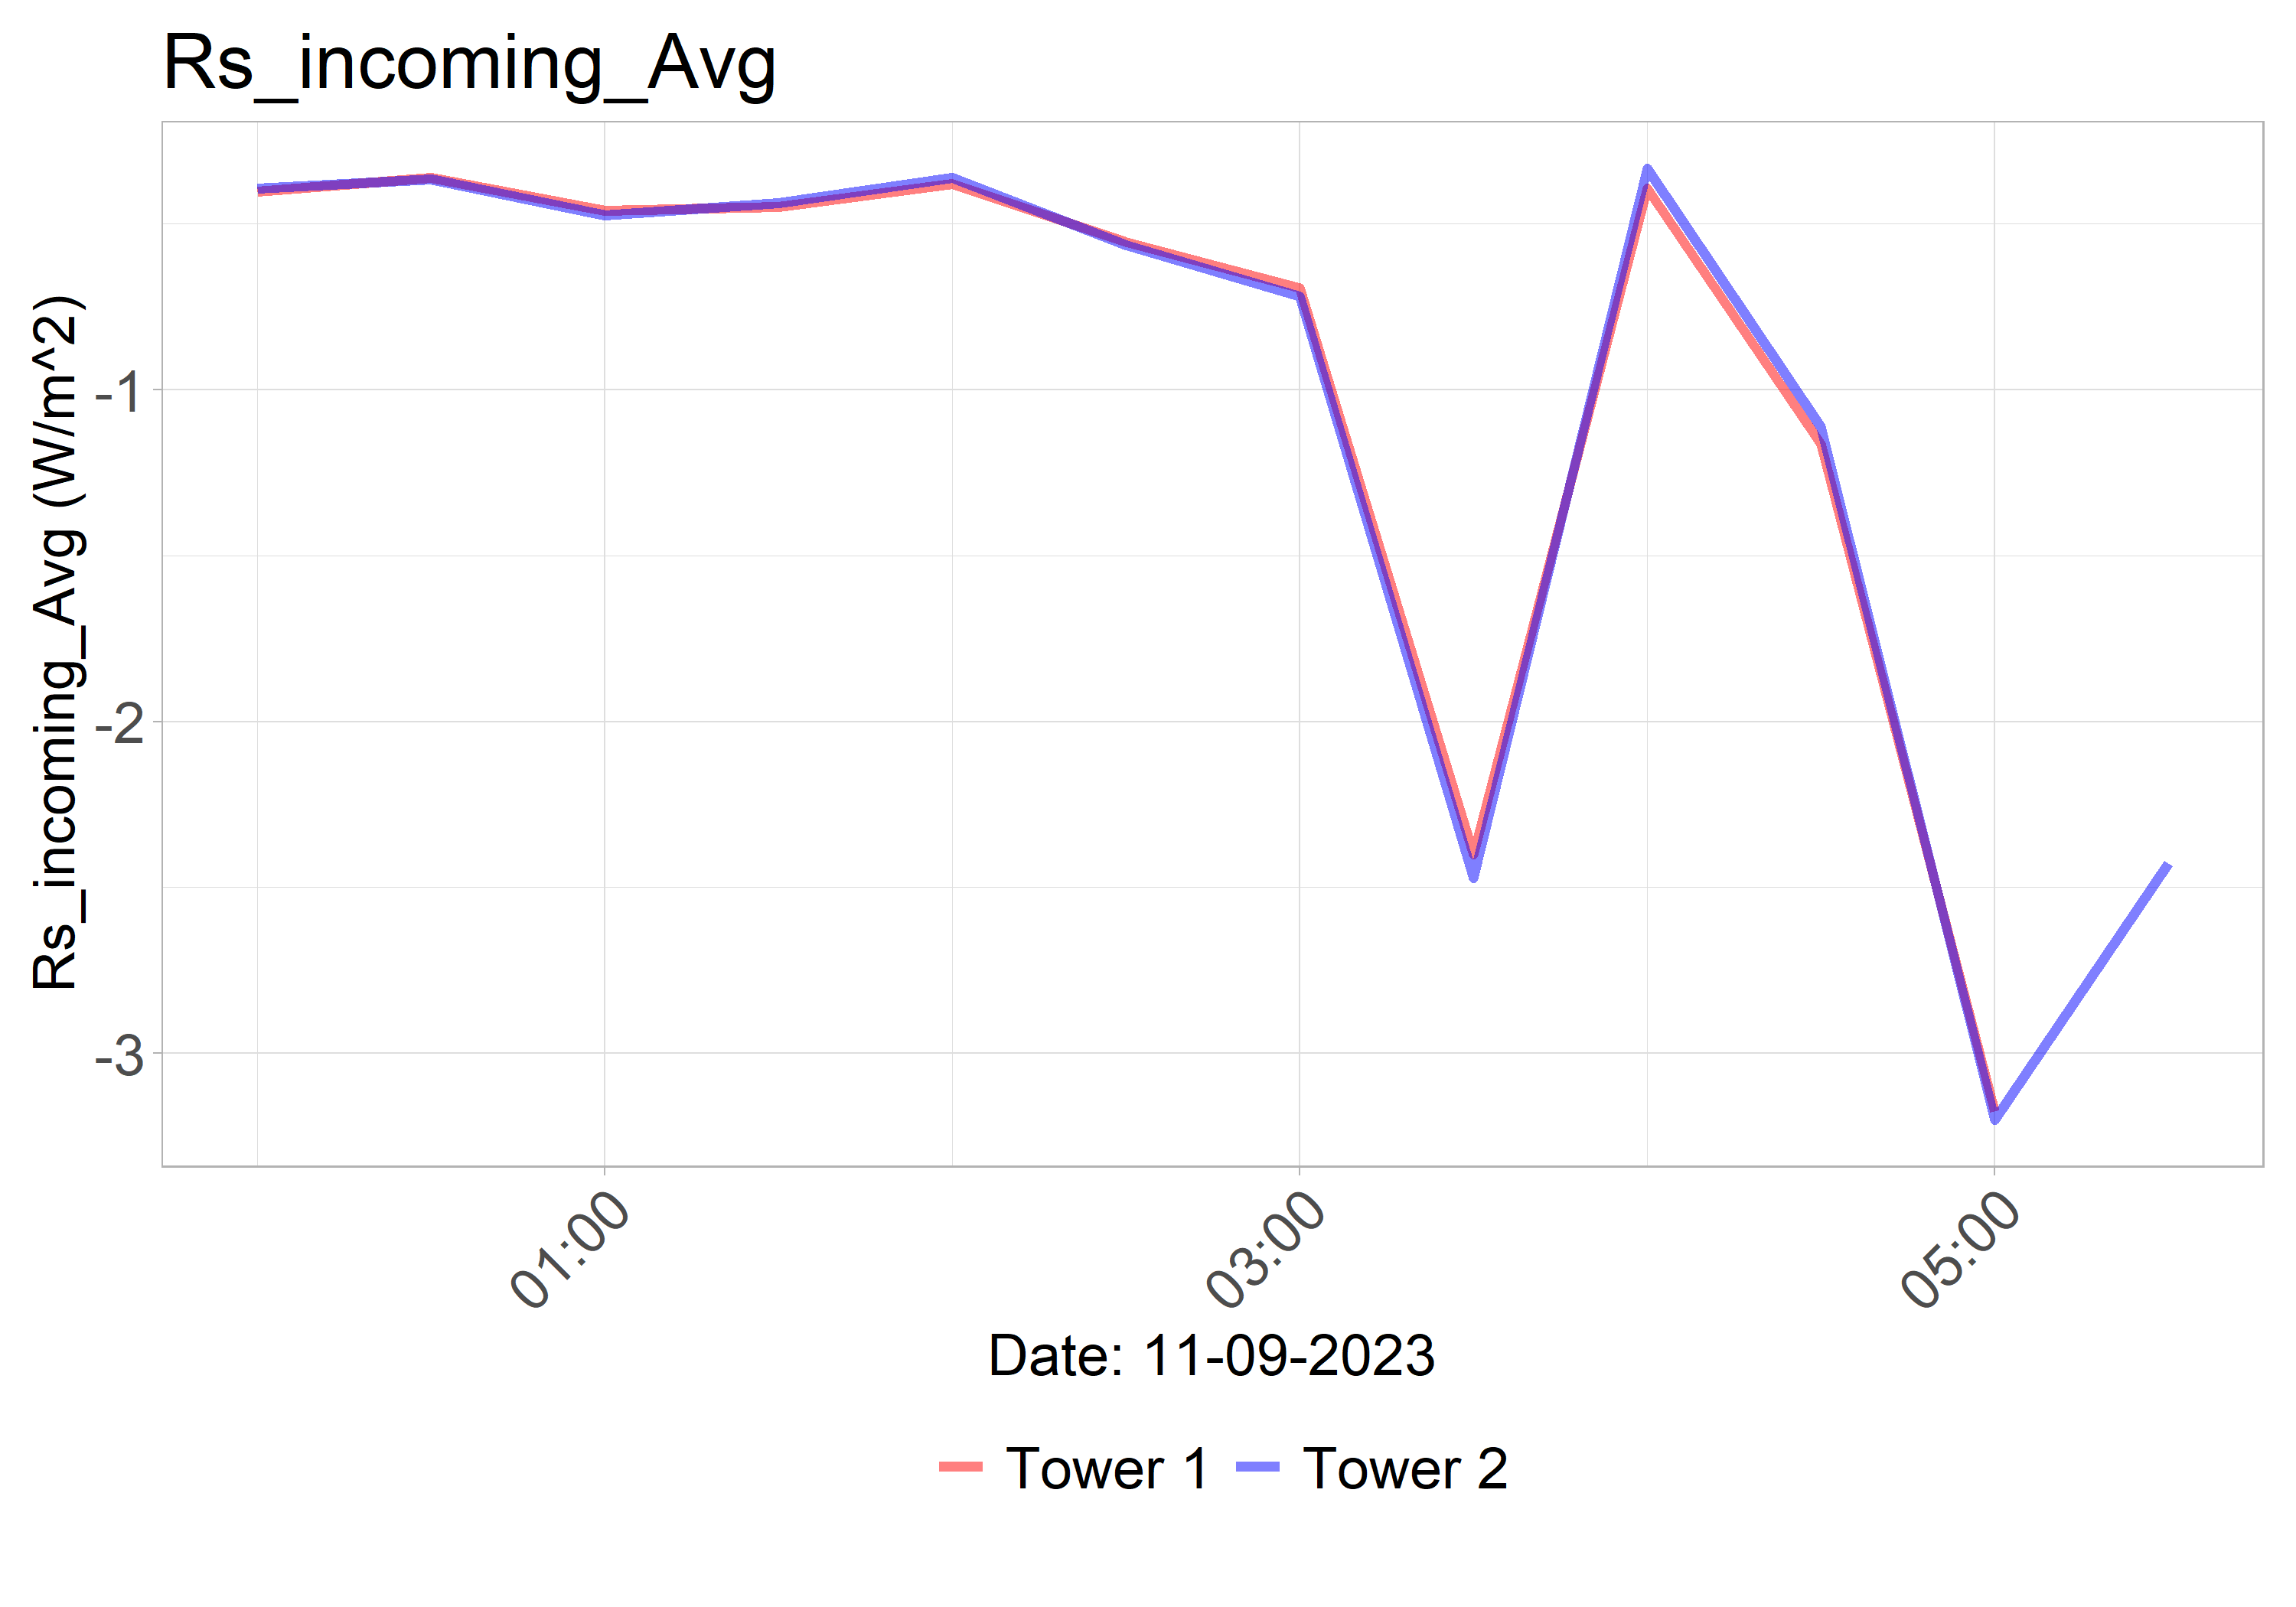 Rs_incoming_Avg
Rs_incoming_Avg (W/m^2)
-1
-2
-3
01:00
03:00
05:00
Date: 11-09-2023
Tower 1
Tower 2